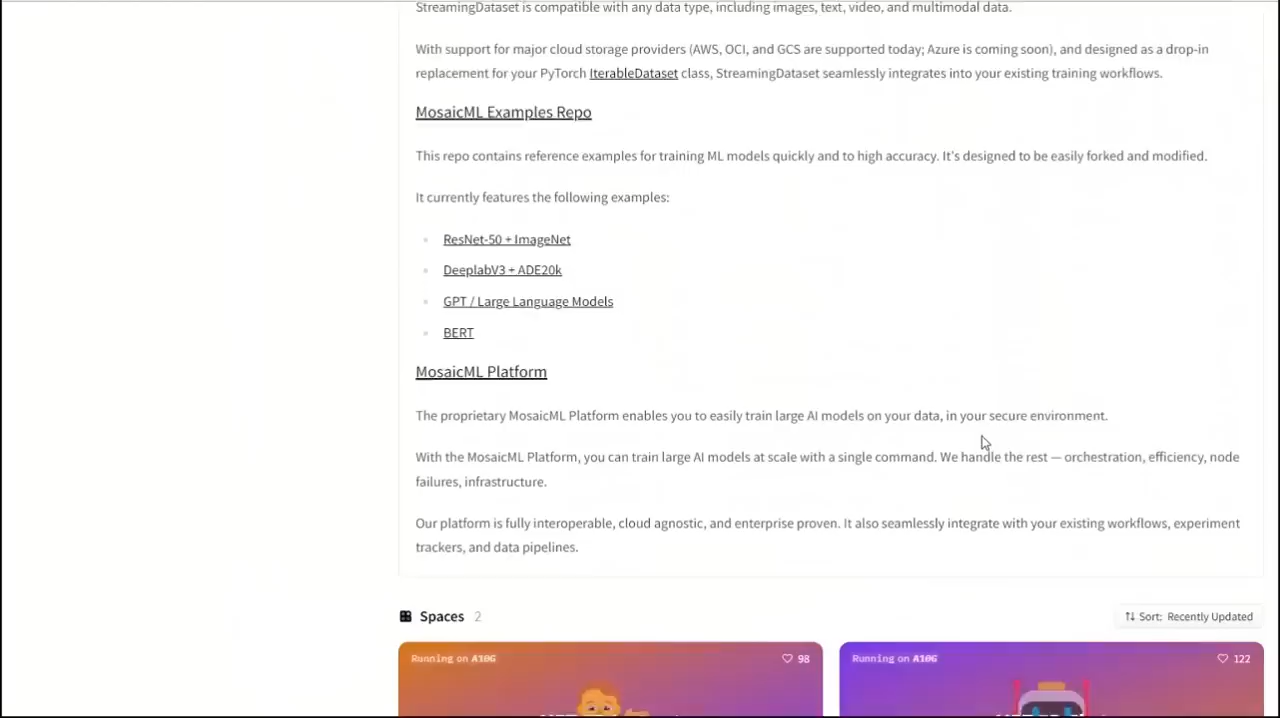 StreamingDataset is compatible with any data type, including images, text, video, and multimodal data.
With support for major cloud storage providers (AWS, OCI, and GCS are supported today; Azure is coming soon), and designed as a drop-in
replacement for your PyTorch IterableDataset class, StreamingDataset seamlessly integrates into your existing training workflows.
MosaicML Examples Repo
This repo contains reference examples for training ML models quickly and to high accuracy. It's designed to be easily forked and modified.
It currently features the following examples:
ResNet-50 + ImageNet
DeeplabV3 + ADE20k
GPT / Large Language Models
BERT
MosaicML Platform
The proprietary MosaicML Platform enables you to easily train large AI models on your data, in your secure environment.
With the MosaicML Platform, you can train large AI models at scale with a single command. We handle the rest — orchestration, efficiency, node
failures, infrastructure.
Our platform is fully interoperable, cloud agnostic, and enterprise proven. It also seamlessly integrate with your existing workflows, experiment
trackers, and data pipelines.
Spaces 2
Sort: Recently Updated
Running on A10G 98
Running on A10G 122